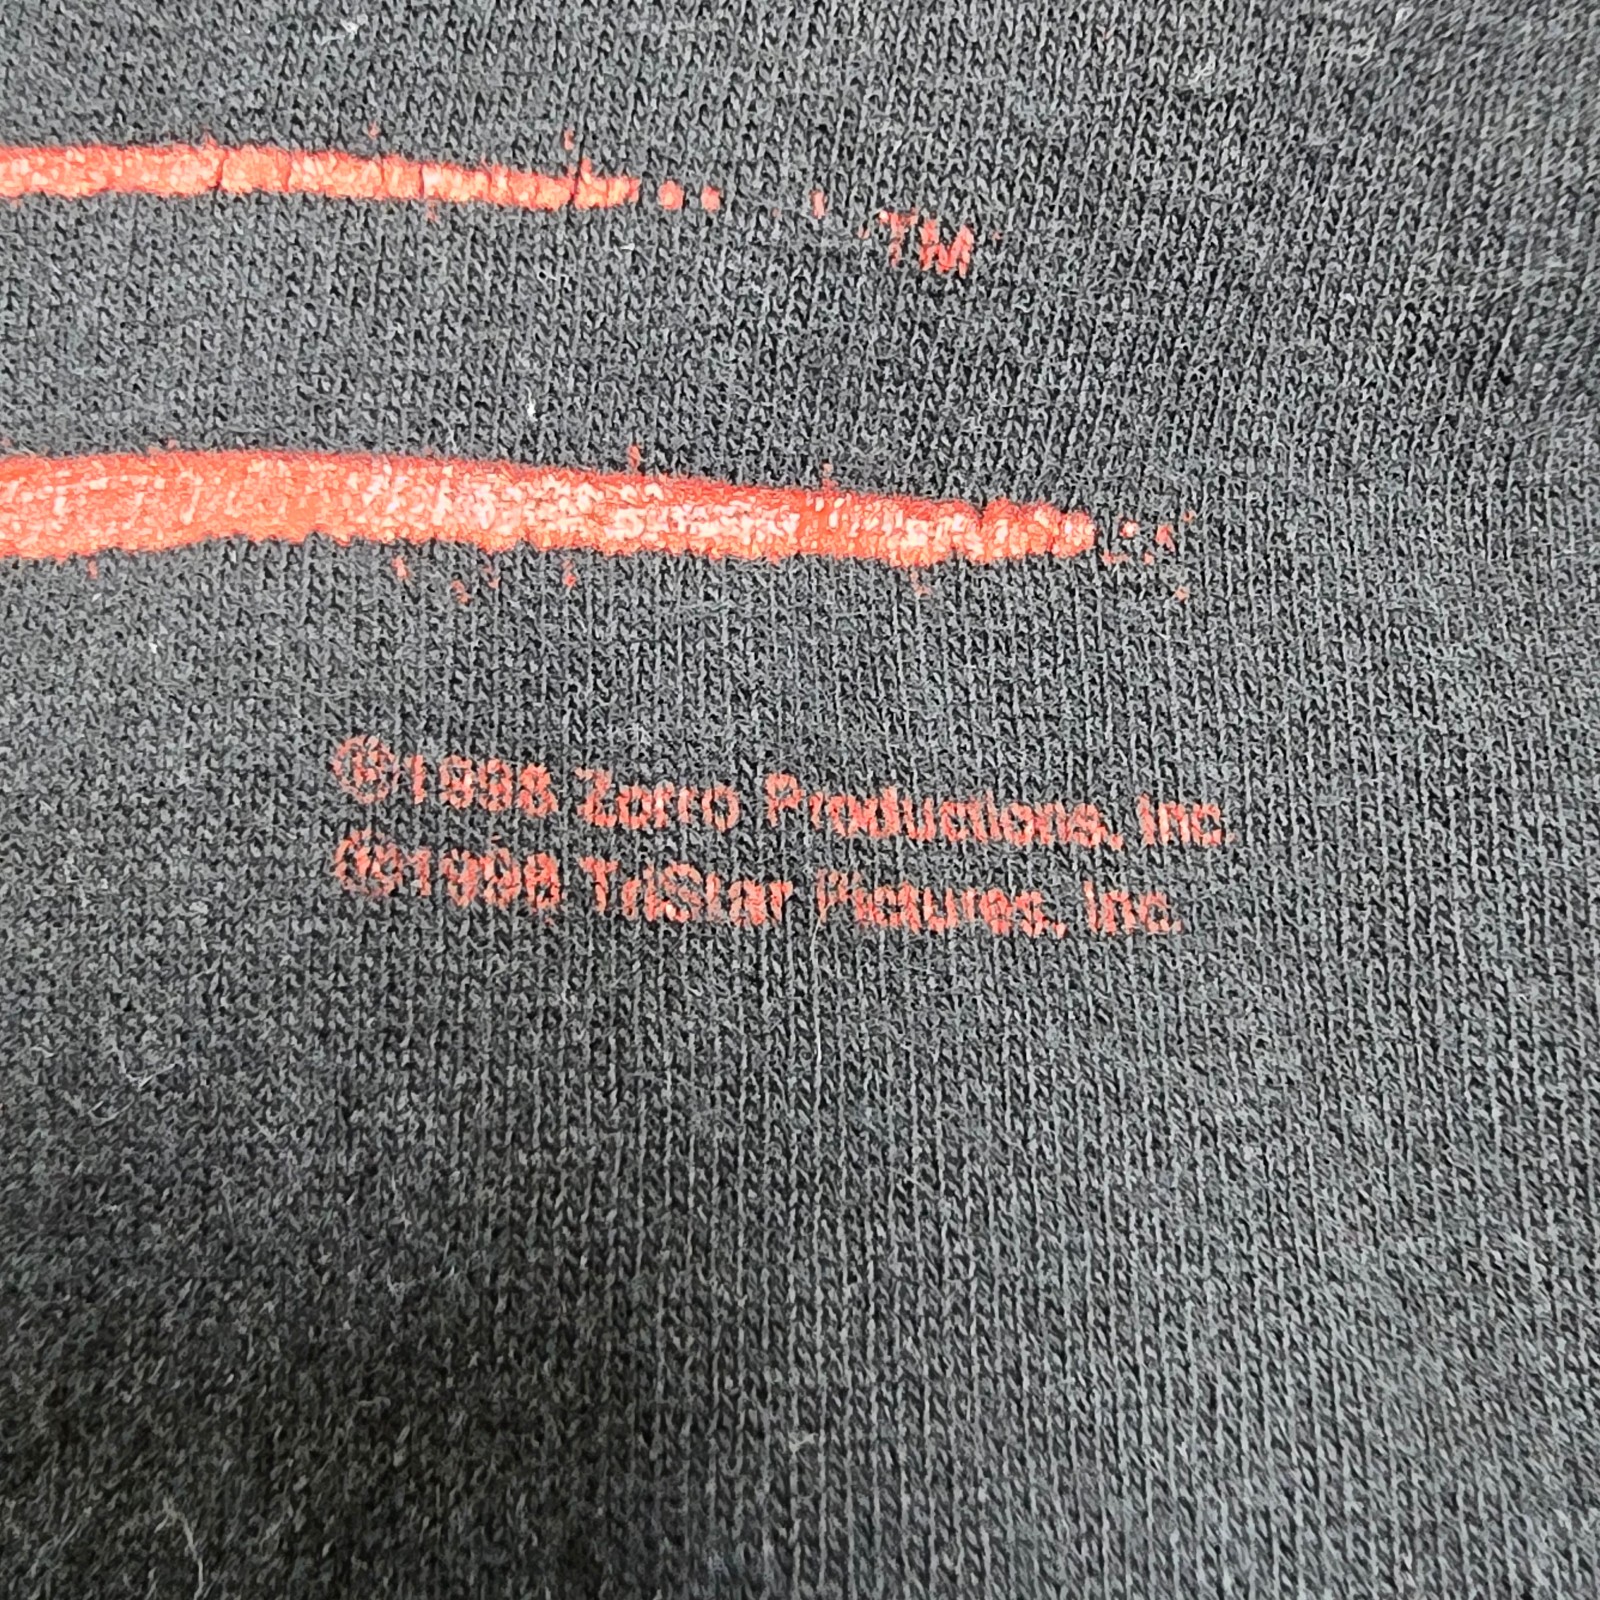 TM
©1998 Zorro Productions, Inc.
©1998 TriStar Pictures, Inc.